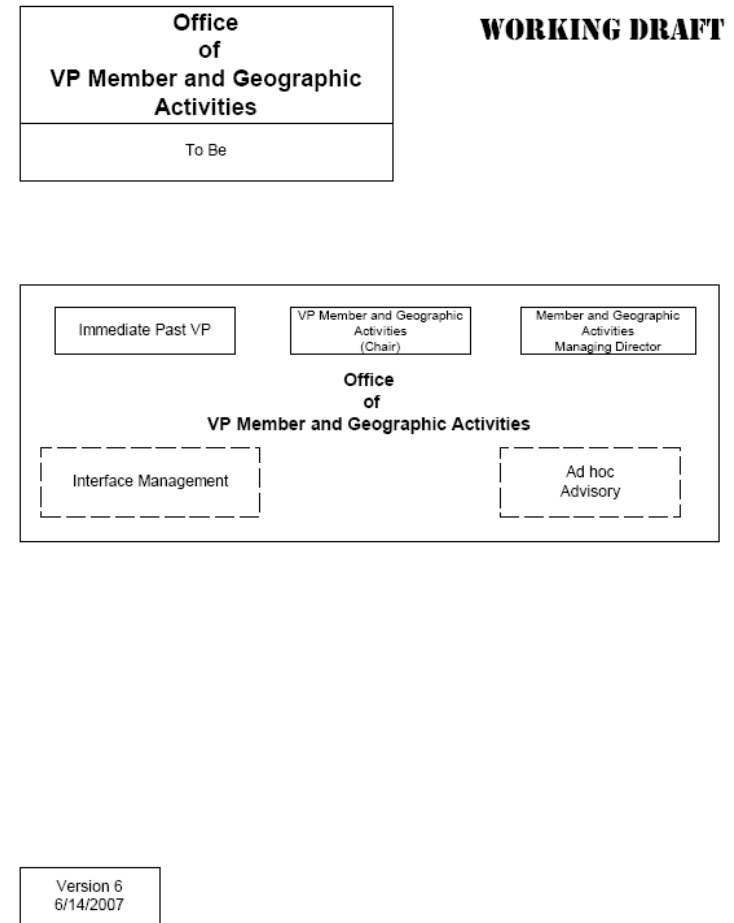 Office
of
VP Member and Geographic
Activities
To Be
WORKING DRAFT
Immediate Past VP
VP Member and Geographic
Activities
(Chair)
Member and Geographic
Activities
Managing Director
Office
of
VP Member and Geographic Activities
Interface Management
Ad hoc
Advisory
Version 6
6/14/2007